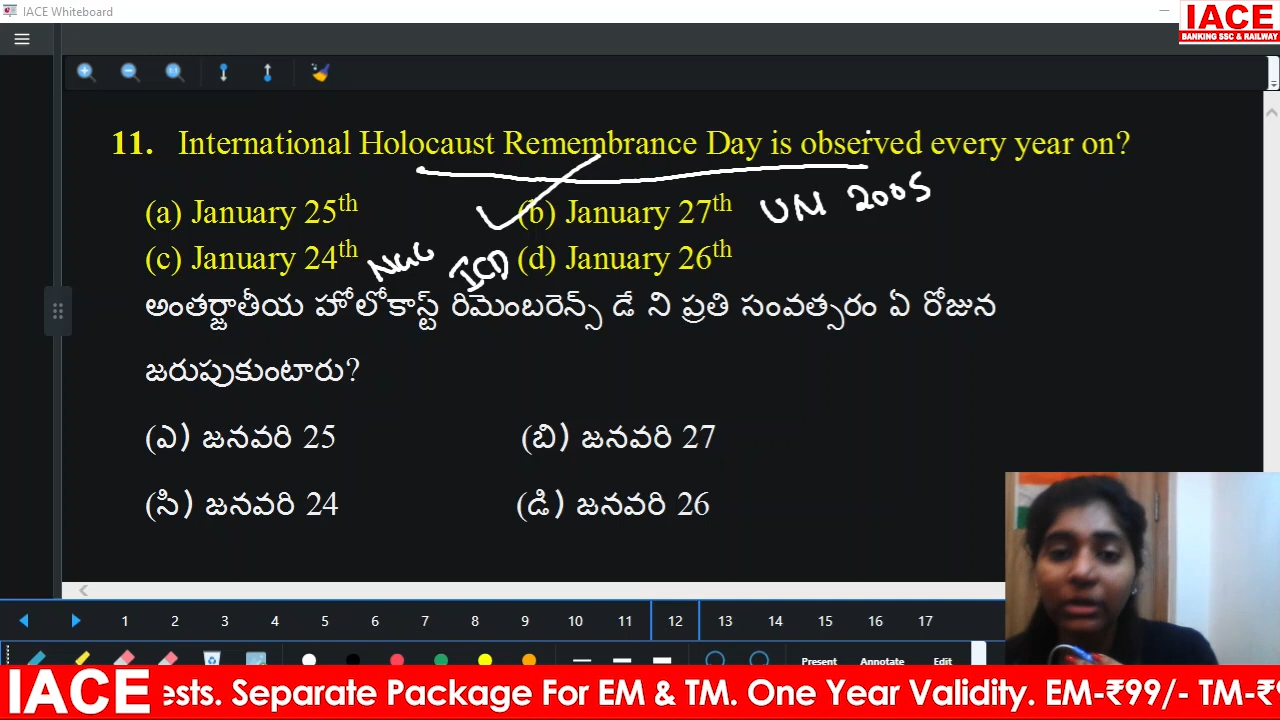 IACE Whiteboard
IACE
BANKING SSC & RAILWAY
11. International Holocaust Remembrance Day is observed every year on?
(a) January 25th (b) January 27th UN 2005
(c) January 24th NGC ICD (d) January 26th
అంతర్జాతీయ హోలోకాస్ట్ రిమెంబరెన్స్ డే ని ప్రతి సంవత్సరం ఏ రోజున
జరుపుకుంటారు?
(ఎ) జనవరి 25 (బి) జనవరి 27
(సి) జనవరి 24 (డి) జనవరి 26
1 2 3 4 5 6 7 8 9 10 11 12 13 14 15 16 17
Present Annotate Edit
IACE ests. Separate Package For EM & TM. One Year Validity. EM-₹99/- TM-₹